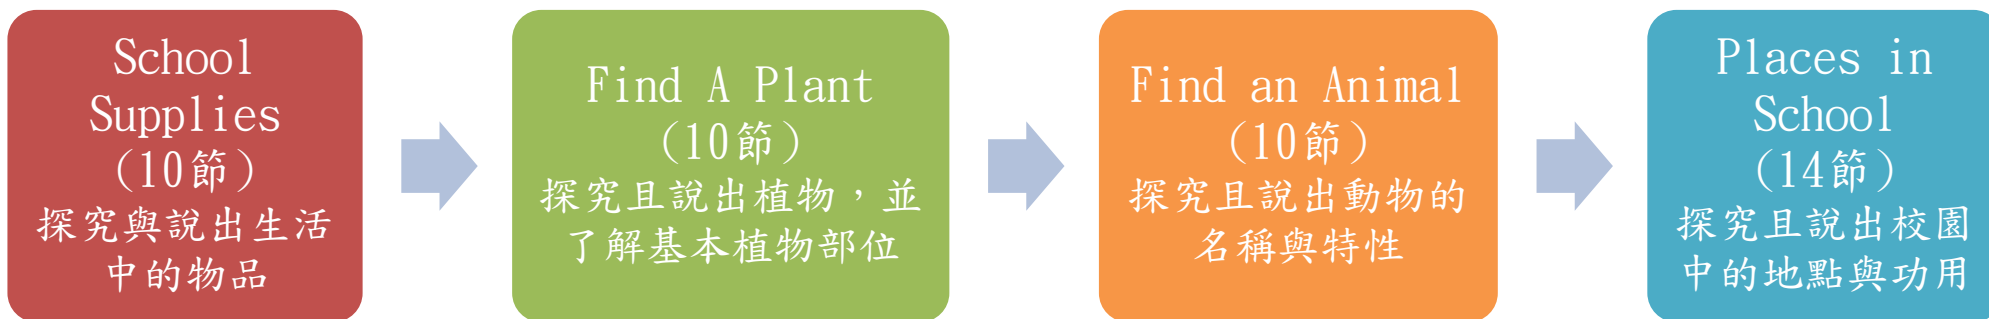 School
Supplies
(10節)
探究與說出生活
中的物品
Find A Plant
(10節)
探究且說出植物，並
了解基本植物部位
Find an Animal
(10節)
探究且說出動物的
名稱與特性
Places in
School
(14節)
探究且說出校園
中的地點與功用